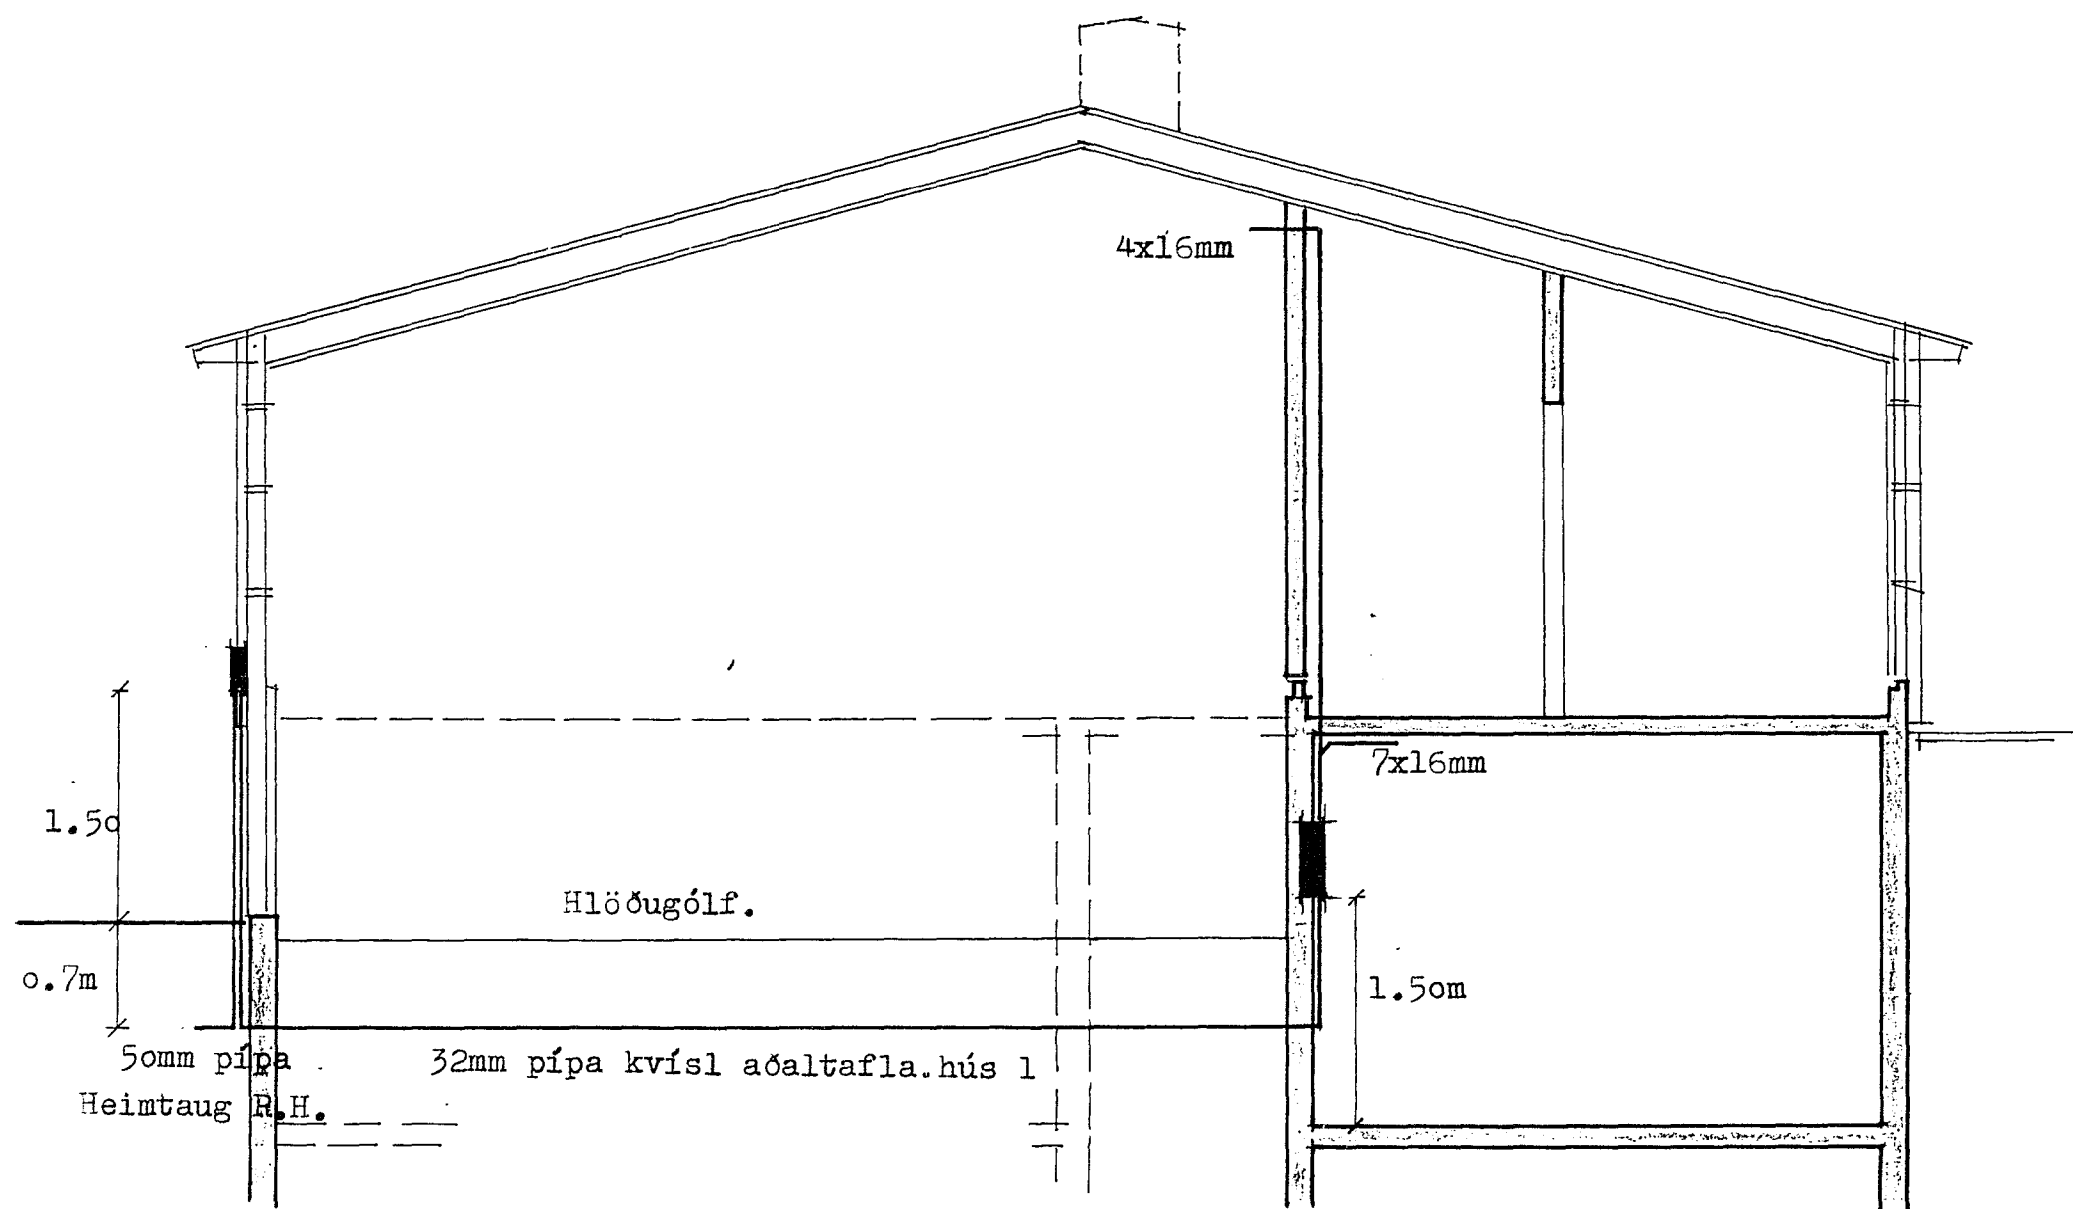 4x16mm
7x16mm
1.5o
Hlöðugólf.
o.7m
1.5om
5omm pípa
32mm pípa kvísl aðaltafla.hús 1
Heimtaug R.H.